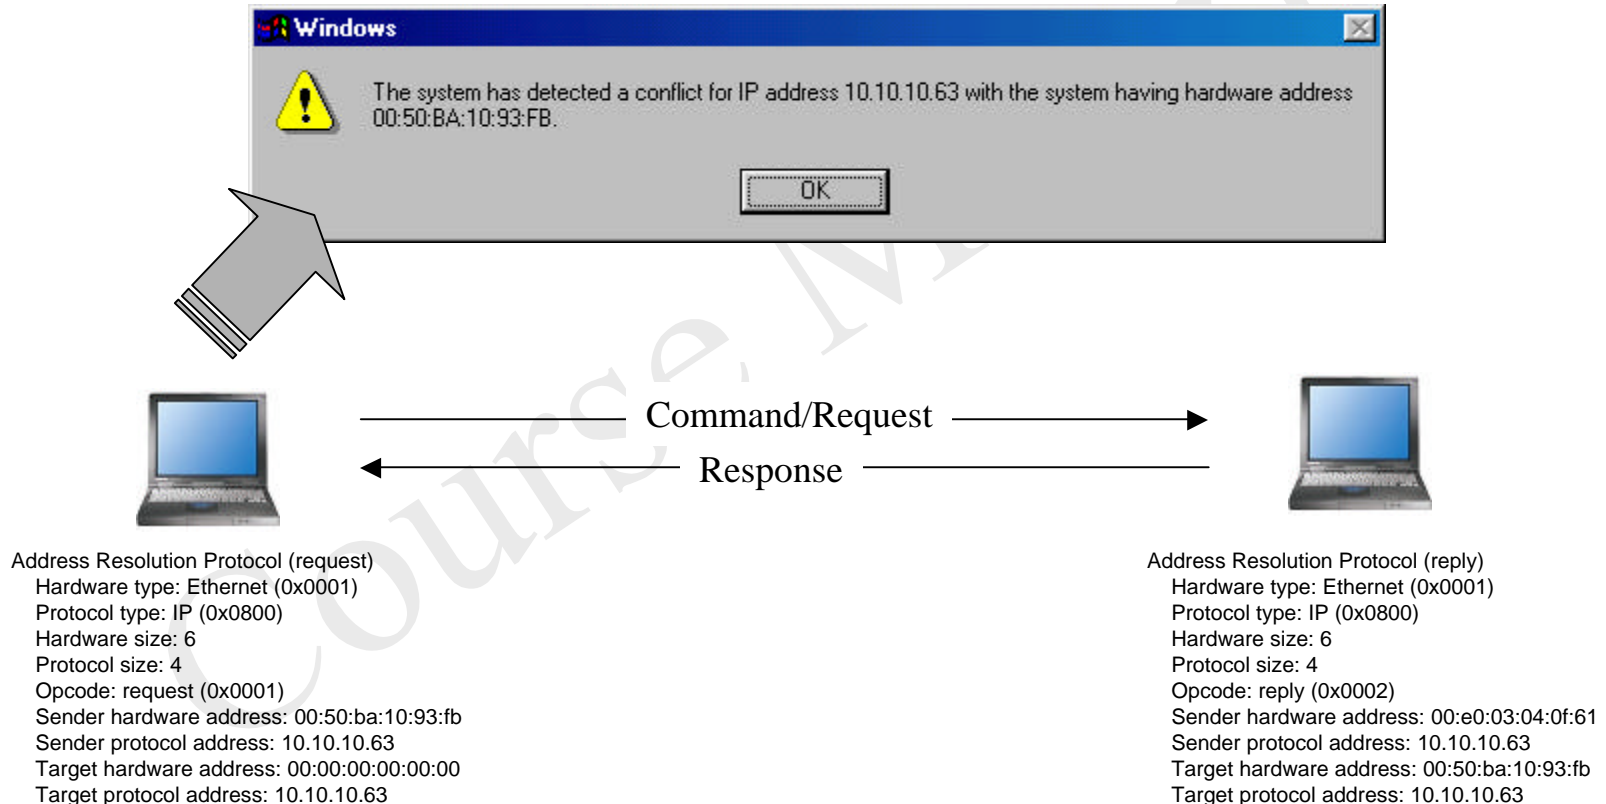 Windows
The system has detected a conflict for IP address 10.10.10.63 with the system having hardware address
00:50:BA:10:93:FB.
OK
Command/Request
Response
Address Resolution Protocol (request)
Hardware type: Ethernet (0x0001)
Protocol type: IP (0x0800)
Hardware size: 6
Protocol size: 4
Opcode: request (0x0001)
Sender hardware address: 00:50:ba:10:93:fb
Sender protocol address: 10.10.10.63
Target hardware address: 00:00:00:00:00:00
Target protocol address: 10.10.10.63
Address Resolution Protocol (reply)
Hardware type: Ethernet (0x0001)
Protocol type: IP (0x0800)
Hardware size: 6
Protocol size: 4
Opcode: reply (0x0002)
Sender hardware address: 00:e0:03:04:0f:61
Sender protocol address: 10.10.10.63
Target hardware address: 00:50:ba:10:93:fb
Target protocol address: 10.10.10.63
Course